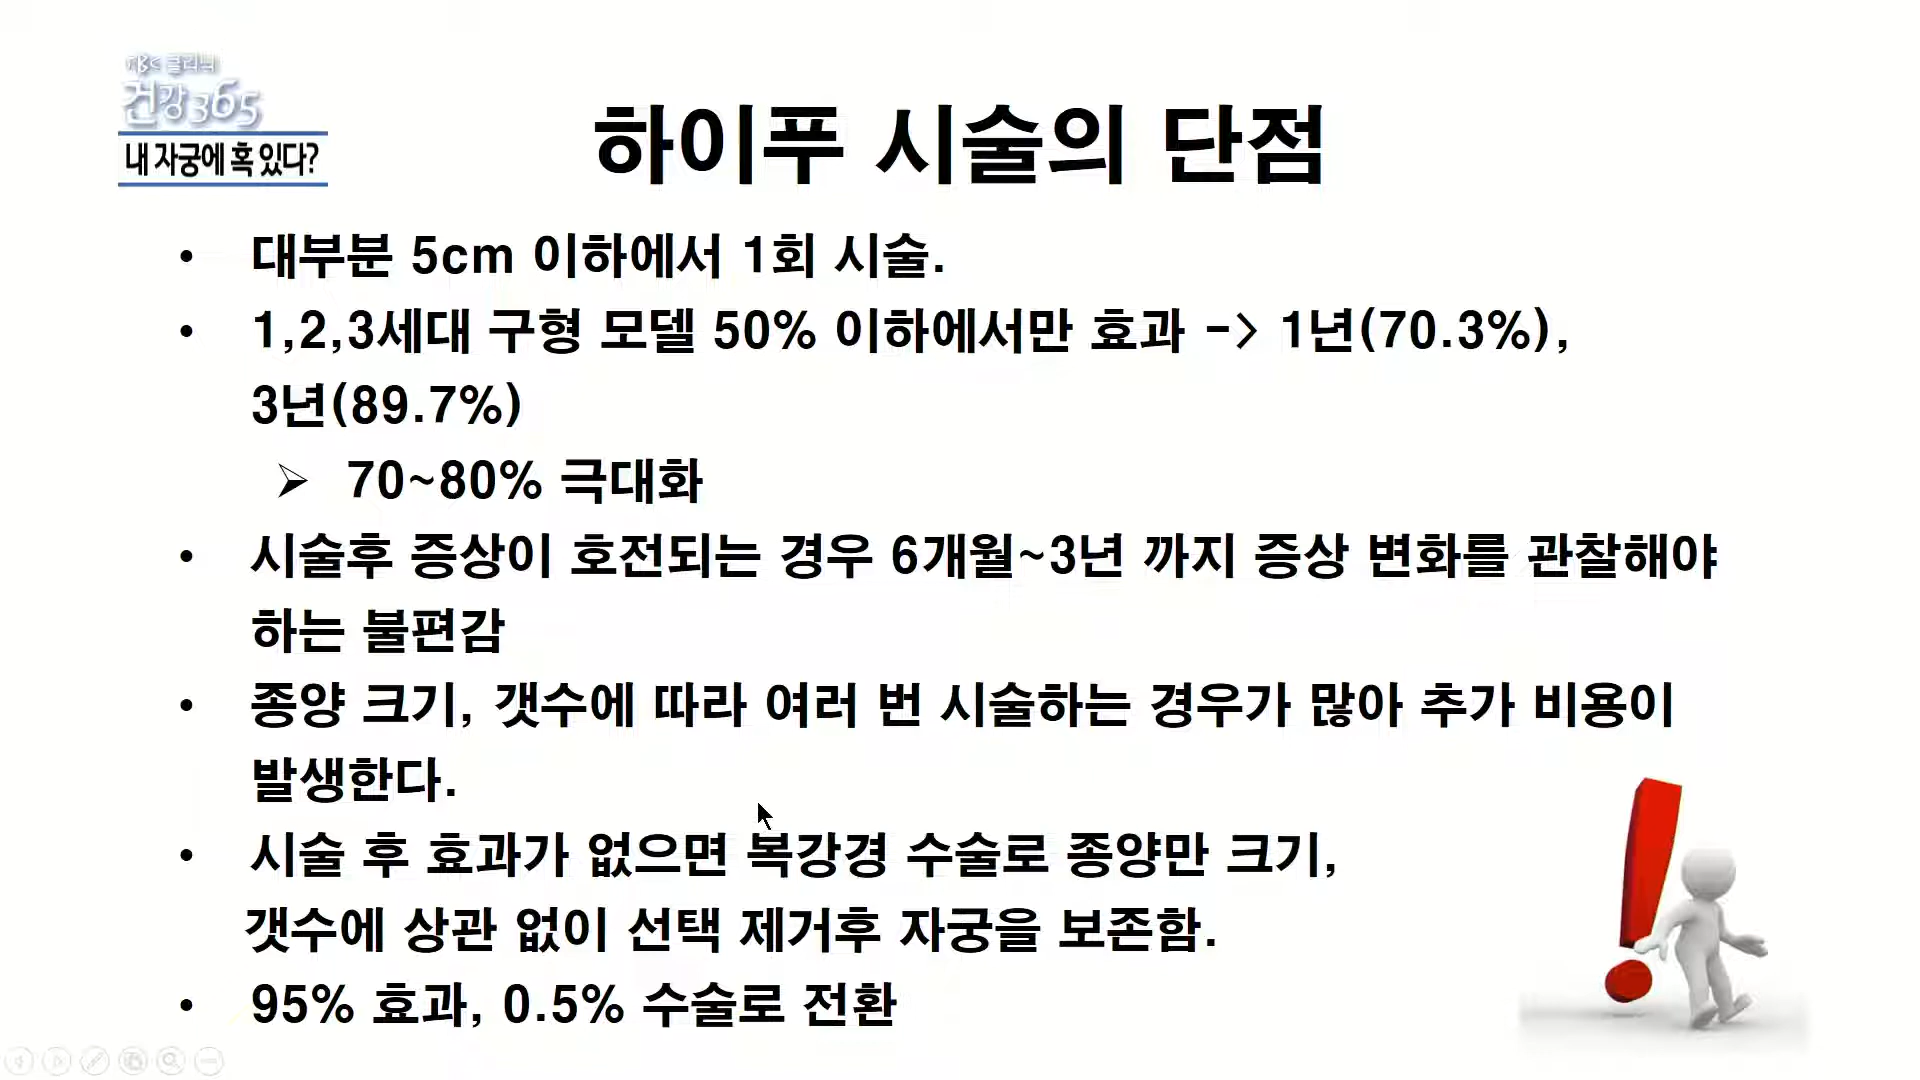 클리닉
건강365
내 자궁에 혹 있다?
하이푸 시술의 단점
• 대부분 5cm 이하에서 1회 시술.
• 1,2,3세대 구형 모델 50% 이하에서만 효과 -> 1년(70.3%),
3년(89.7%)
➢ 70~80% 극대화
• 시술후 증상이 호전되는 경우 6개월~3년 까지 증상 변화를 관찰해야
하는 불편감
• 종양 크기, 갯수에 따라 여러 번 시술하는 경우가 많아 추가 비용이
발생한다.
• 시술 후 효과가 없으면 복강경 수술로 종양만 크기,
갯수에 상관 없이 선택 제거후 자궁을 보존함.
• 95% 효과, 0.5% 수술로 전환